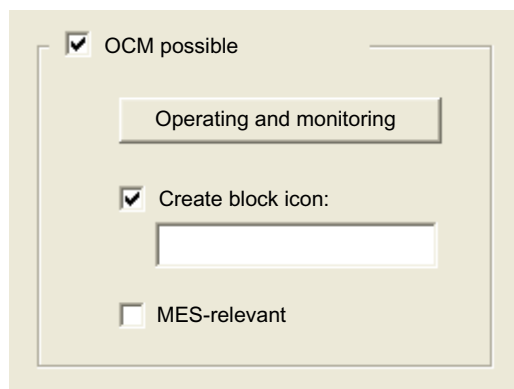 OCM possible
Operating and monitoring
Create block icon:
MES-relevant